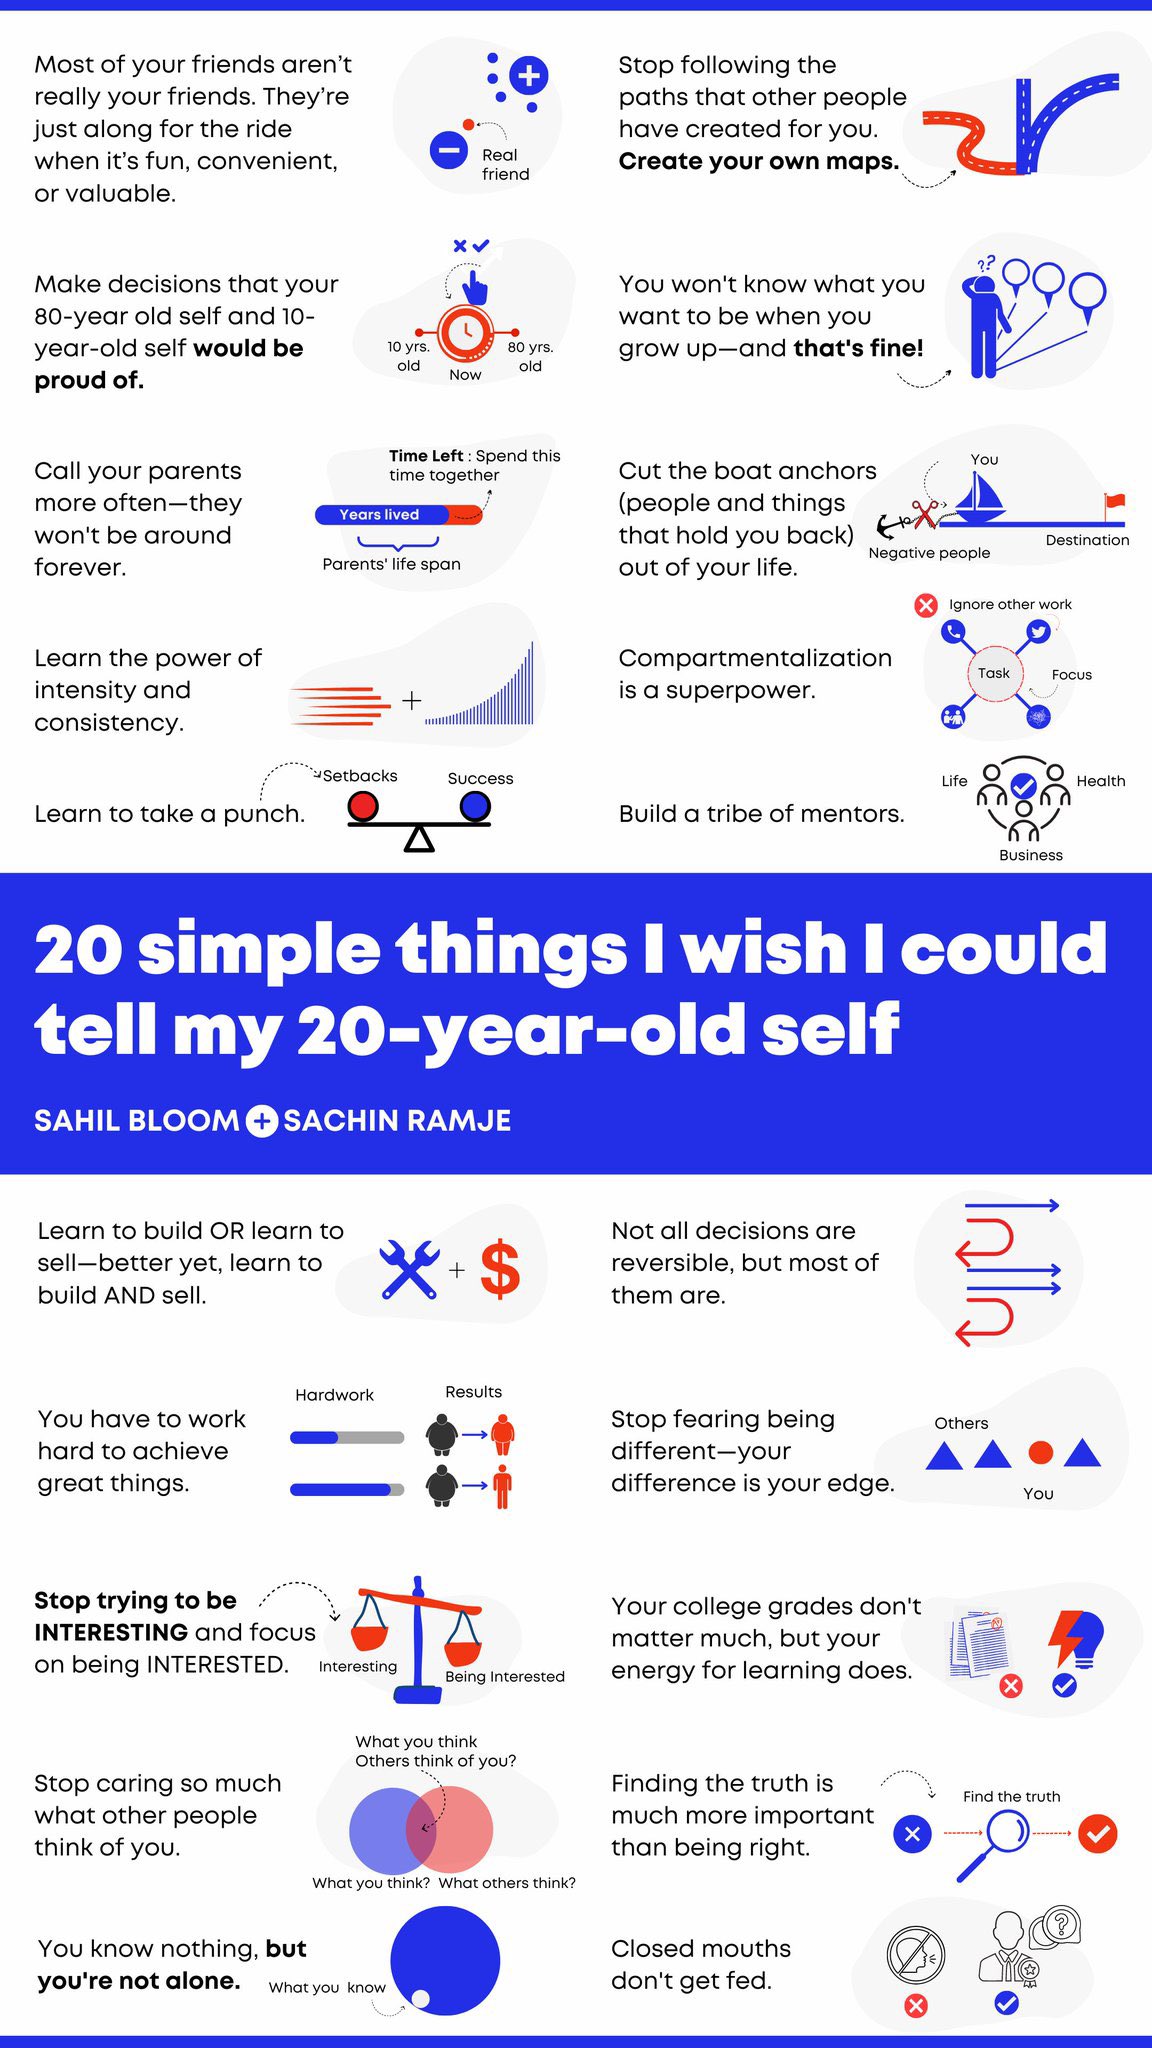 Most of your friends aren't
really your friends. They're
just along for the ride
when it's fun, convenient,
or valuable.
Real
friend
Stop following the
paths that other people
have created for you.
Create your own maps.
Make decisions that your
80-year old self and 10-
year-old self would be
proud of.
10 yrs.
old
Now
80 yrs.
old
You won't know what you
want to be when you
grow up—and that's fine!
??
Call your parents
more often—they
won't be around
forever.
Time Left : Spend this
time together
Years lived
Parents' life span
Cut the boat anchors
(people and things
that hold you back)
out of your life.
You
Negative people
Destination
Learn the power of
intensity and
consistency.
+
Compartmentalization
is a superpower.
Ignore other work
Task
Focus
Learn to take a punch.
Setbacks
Success
Build a tribe of mentors.
Life
Health
Business
20 simple things I wish I could
tell my 20-year-old self
SAHIL BLOOM + SACHIN RAMJE
Learn to build OR learn to
sell—better yet, learn to
build AND sell.
+ $
Not all decisions are
reversible, but most of
them are.
You have to work
hard to achieve
great things.
Hardwork
Results
Stop fearing being
different—your
difference is your edge.
Others
You
Stop trying to be
INTERESTING and focus
on being INTERESTED.
Interesting
Being Interested
Your college grades don't
matter much, but your
energy for learning does.
Stop caring so much
what other people
think of you.
What you think
Others think of you?
What you think?
What others think?
Finding the truth is
much more important
than being right.
Find the truth
You know nothing, but
you're not alone.
What you know
Closed mouths
don't get fed.
?